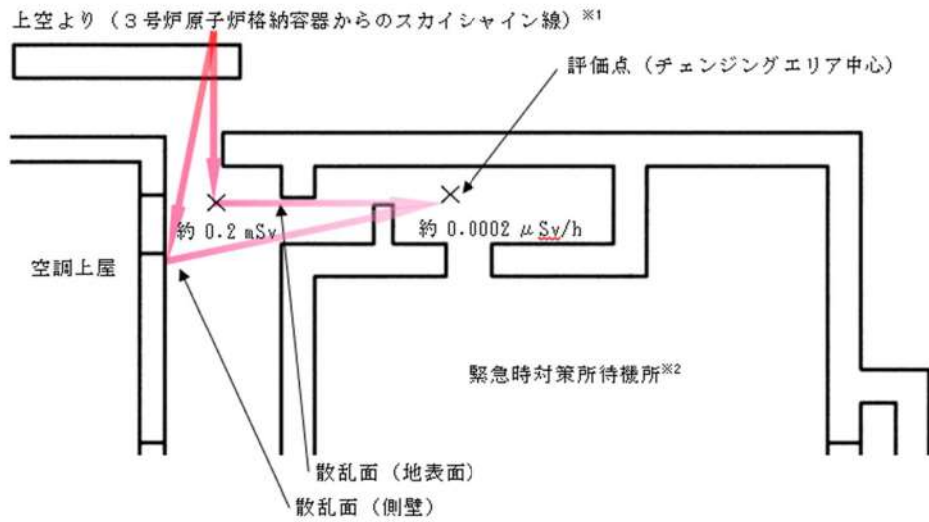 上空より（３号炉原子炉格納容器からのスカイシャイン線）※1
評価点（チェンジングエリア中心）
約 0.2 mSv
約 0.0002 μSv/h
空調上屋
緊急時対策所待機所※2
散乱面（地表面）
散乱面（側壁）